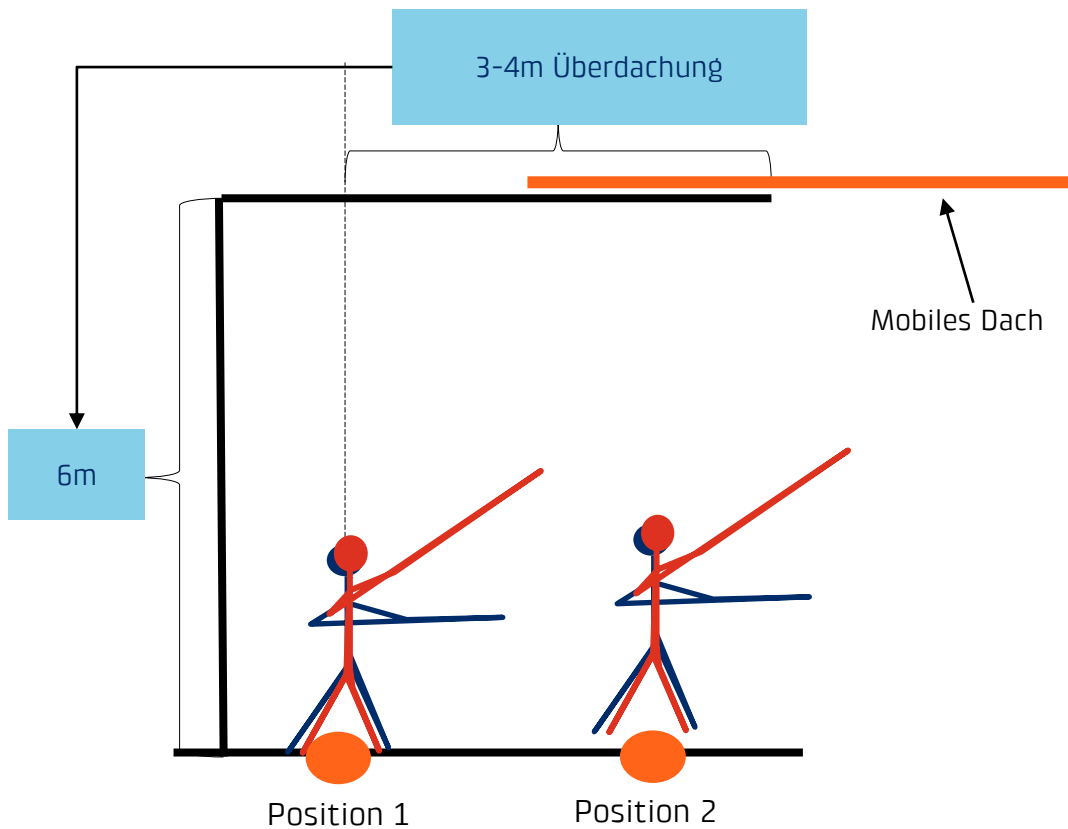 3-4m Überdachung
Mobiles Dach
6m
Position 1
Position 2